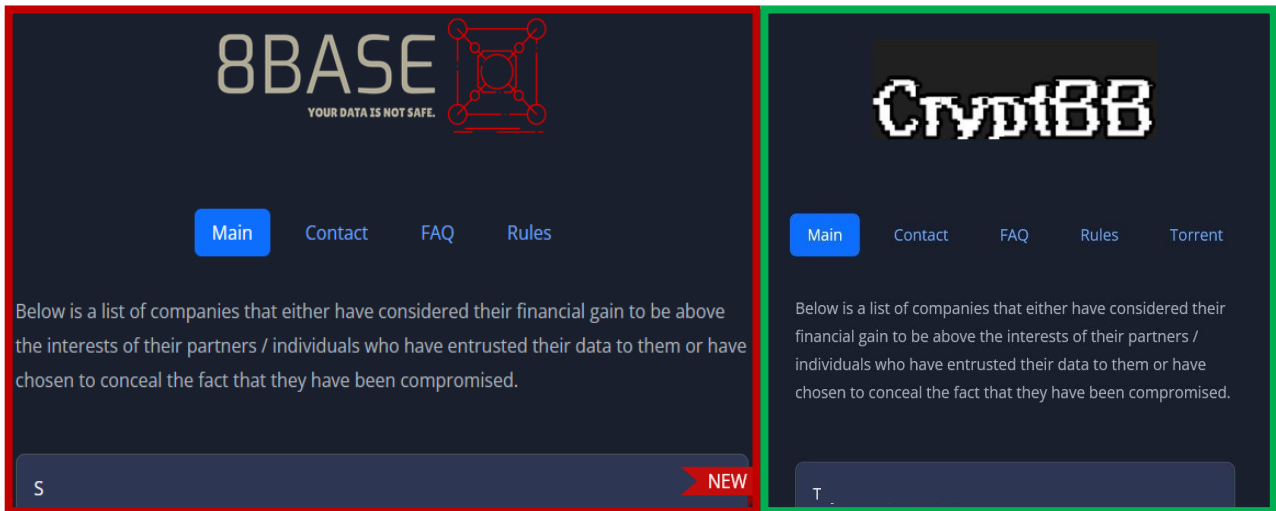 8BASE
YOUR DATA IS NOT SAFE.
Main Contact FAQ Rules
Below is a list of companies that either have considered their financial gain to be above
the interests of their partners / individuals who have entrusted their data to them or have
chosen to conceal the fact that they have been compromised.
NEW
S
CryptBB
Main Contact FAQ Rules Torrent
Below is a list of companies that either have considered their
financial gain to be above the interests of their partners /
individuals who have entrusted their data to them or have
chosen to conceal the fact that they have been compromised.
T